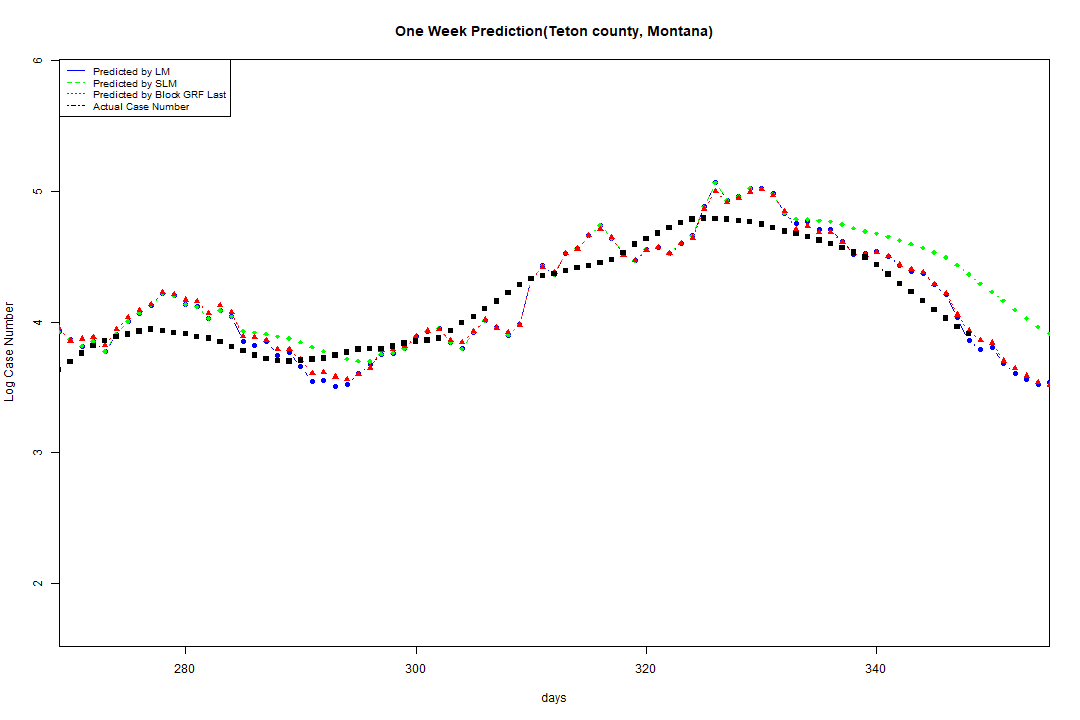 One Week Prediction(Teton county, Montana)
6
Predicted by LM
Predicted by SLM
Predicted by Block GRF Last
Actual Case Number
5
4
3
2
Log Case Number
280
300
320
340
days